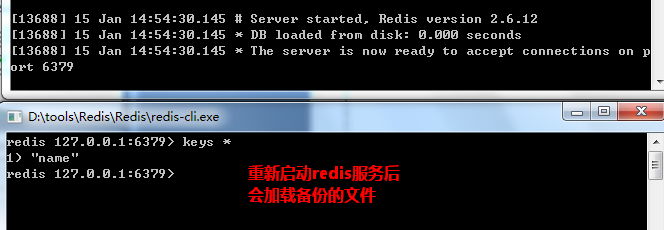 [13688] 15 Jan 14:54:30.145 # Server started, Redis version 2.6.12
[13688] 15 Jan 14:54:30.145 * DB loaded from disk: 0.000 seconds
[13688] 15 Jan 14:54:30.145 * The server is now ready to accept connections on p
ort 6379
D:\tools\Redis\Redis\redis-cli.exe
redis 127.0.0.1:6379> keys *
1) "name"
redis 127.0.0.1:6379>
重新启动redis服务后
会加载备份的文件